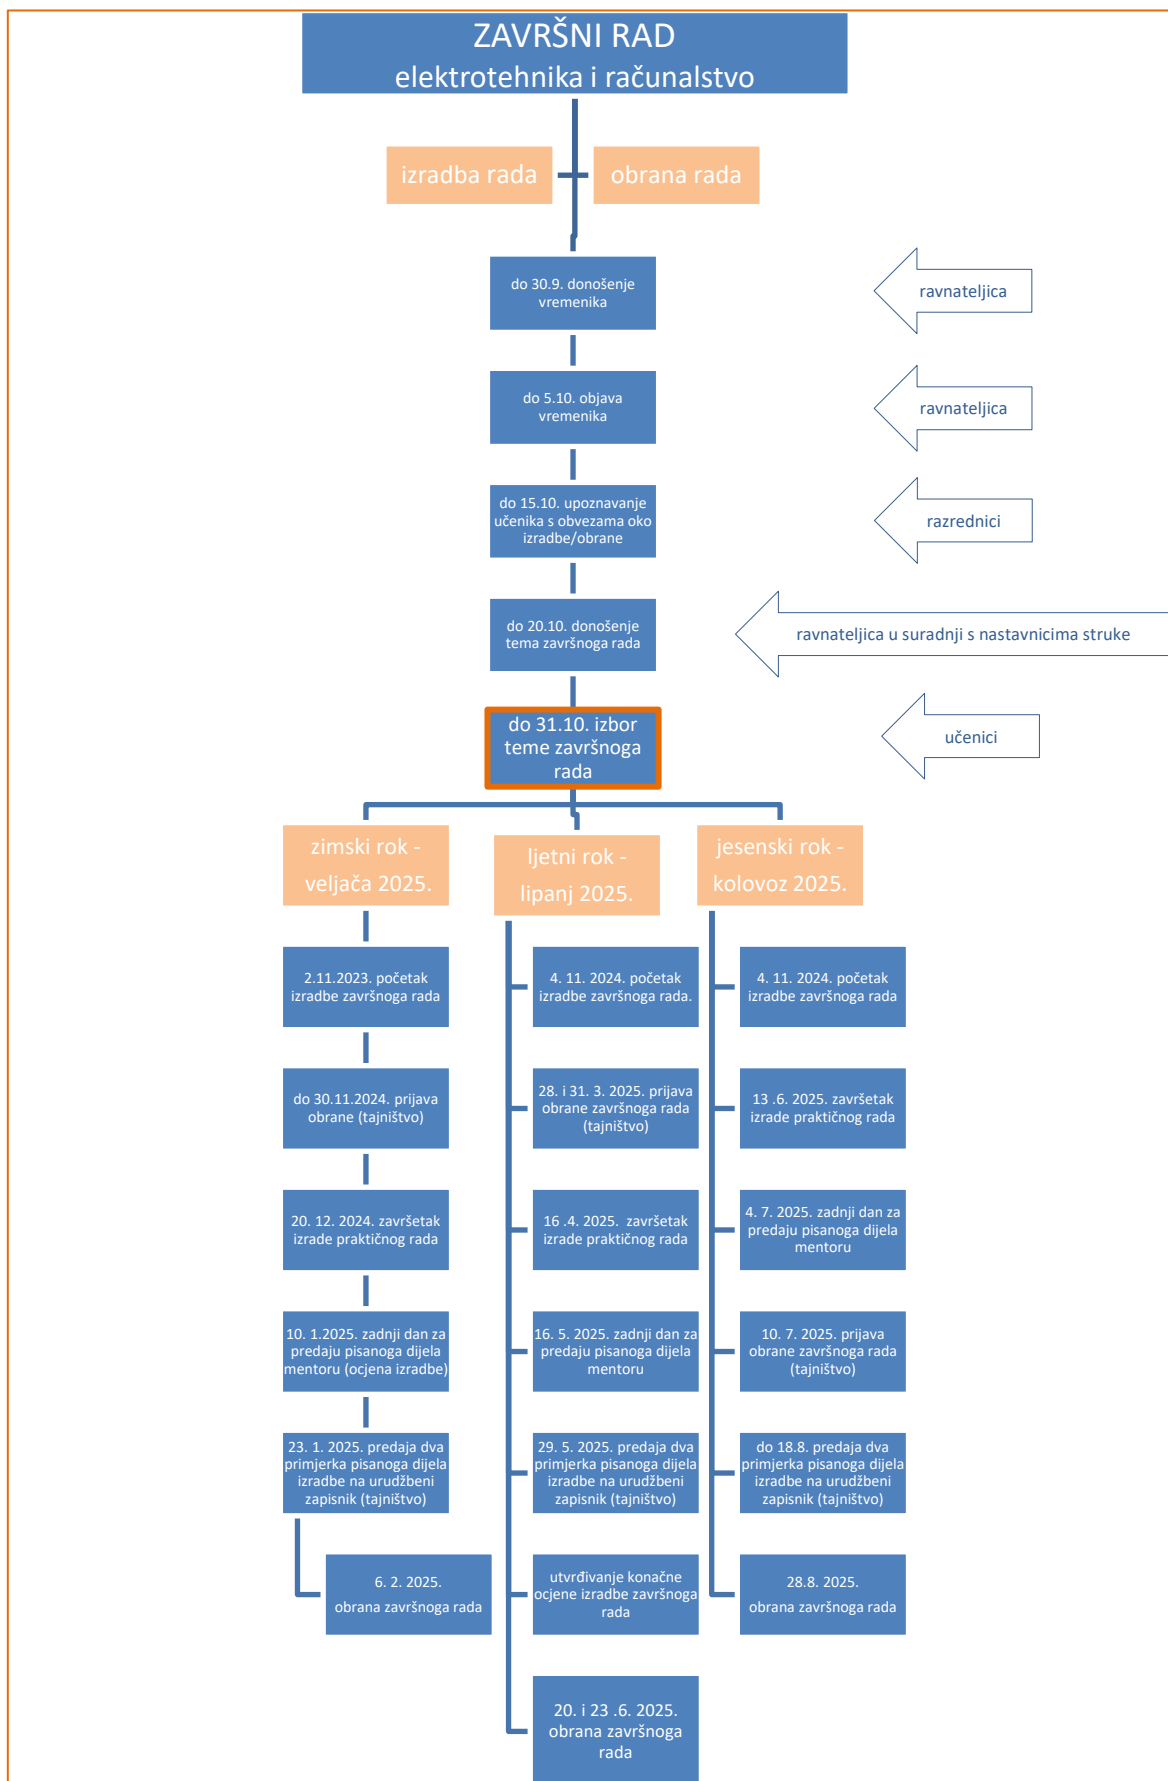 ZAVRŠNI RAD
elektrotehnika i računalstvo
izradba rada
obrana rada
do 30.9. donošenje
vremenika
ravnateljica
do 5.10. objava
vremenika
ravnateljica
do 15.10. upoznavanje
učenika s obvezama oko
izradbe/obrane
razrednici
do 20.10. donošenje
tema završnoga rada
ravnateljica u suradnji s nastavnicima struke
do 31.10. izbor
teme završnoga
rada
učenici
zimski rok -
veljača 2025.
2.11.2023. početak
izradbe završnoga rada
do 30.11.2024. prijava
obrane (tajništvo)
20. 12. 2024. završetak
izrade praktičnog rada
10. 1.2025. zadnji dan za
predaju pisanoga dijela
mentoru (ocjena izradbe)
23. 1. 2025. predaja dva
primjerka pisanoga dijela
izradbe na urudžbeni
zapisnik (tajništvo)
6. 2. 2025.
obrana završnoga rada
ljetni rok -
lipanj 2025.
4. 11. 2024. početak
izradbe završnoga rada.
28. i 31. 3. 2025. prijava
obrane završnoga rada
(tajništvo)
16 .4. 2025. završetak
izrade praktičnog rada
16. 5. 2025. zadnji dan za
predaju pisanoga dijela
mentoru
29. 5. 2025. predaja dva
primjerka pisanoga dijela
izradbe na urudžbeni
zapisnik (tajništvo)
utvrđivanje konačne
ocjene izradbe završnoga
rada
20. i 23 .6. 2025.
obrana završnoga
rada
jesenski rok -
kolovoz 2025.
4. 11. 2024. početak
izradbe završnoga rada
13 .6. 2025. završetak
izrade praktičnog rada
4. 7. 2025. zadnji dan za
predaju pisanoga dijela
mentoru
10. 7. 2025. prijava
obrane završnoga rada
(tajništvo)
do 18.8. predaja dva
primjerka pisanoga dijela
izradbe na urudžbeni
zapisnik (tajništvo)
28.8. 2025.
obrana završnoga rada